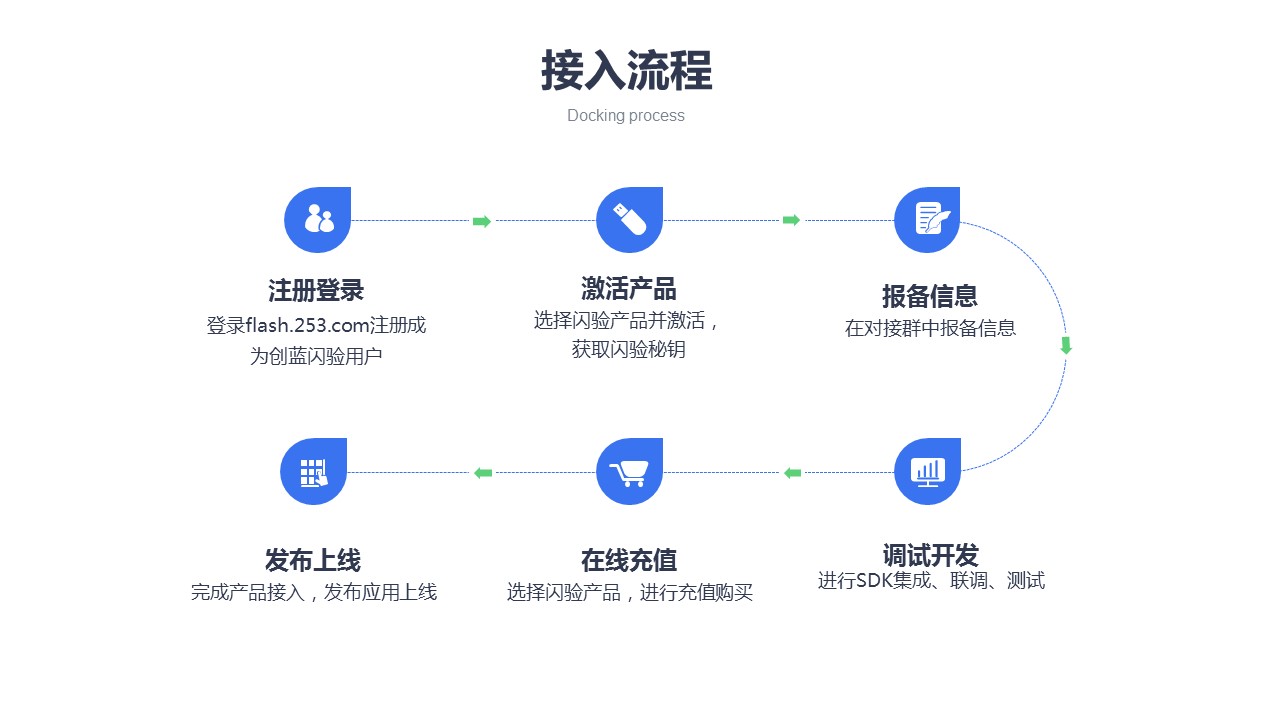 接入流程
Docking process
注册登录
登录flash.253.com注册成
为创蓝闪验用户
激活产品
选择闪验产品并激活，
获取闪验秘钥
报备信息
在对接群中报备信息
调试开发
进行SDK集成、联调、测试
在线充值
选择闪验产品，进行充值购买
发布上线
完成产品接入，发布应用上线